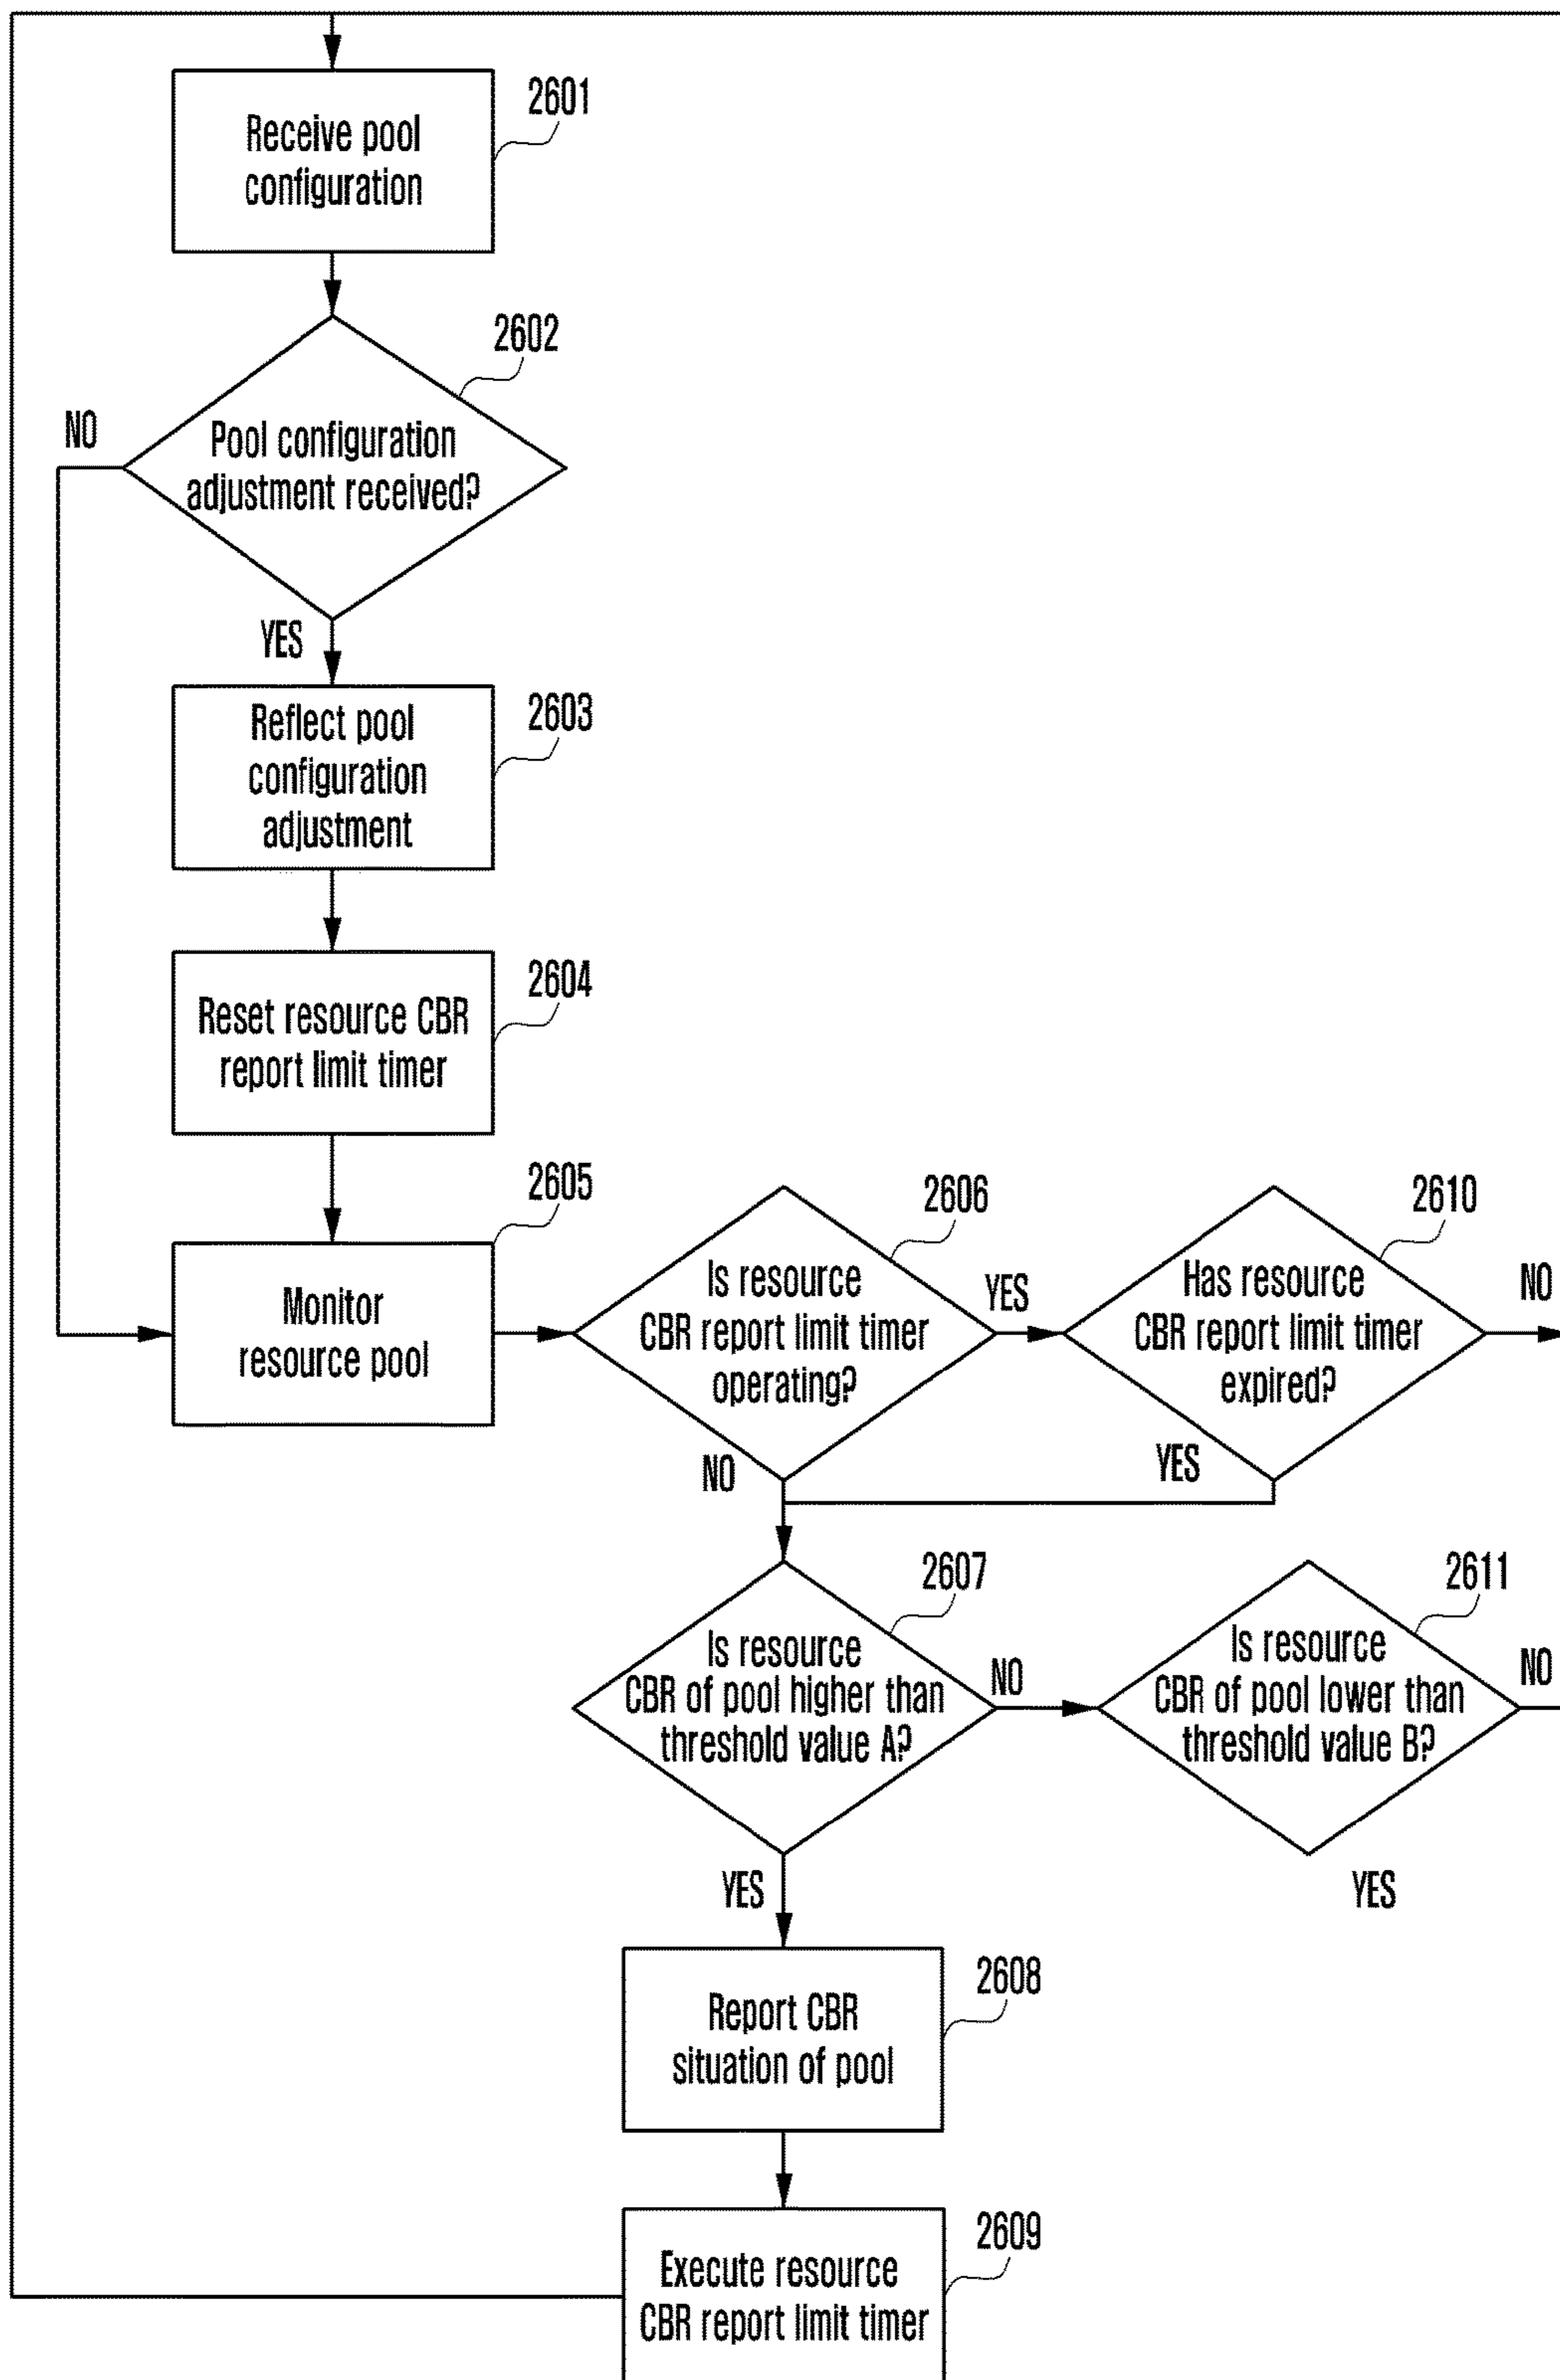 2601
Receive pool
configuration
2602
NO
Pool configuration
adjustment received?
YES
2603
Reflect pool
configuration
adjustment
2604
Reset resource CBR
report limit timer
2605
Monitor
resource pool
2606
Is resource
CBR report limit timer
operating?
YES
NO
2610
Has resource
CBR report limit timer
expired?
NO
YES
2607
Is resource
CBR of pool higher than
threshold value A?
NO
YES
2611
Is resource
CBR of pool lower than
threshold value B?
NO
YES
2608
Report CBR
situation of pool
2609
Execute resource
CBR report limit timer